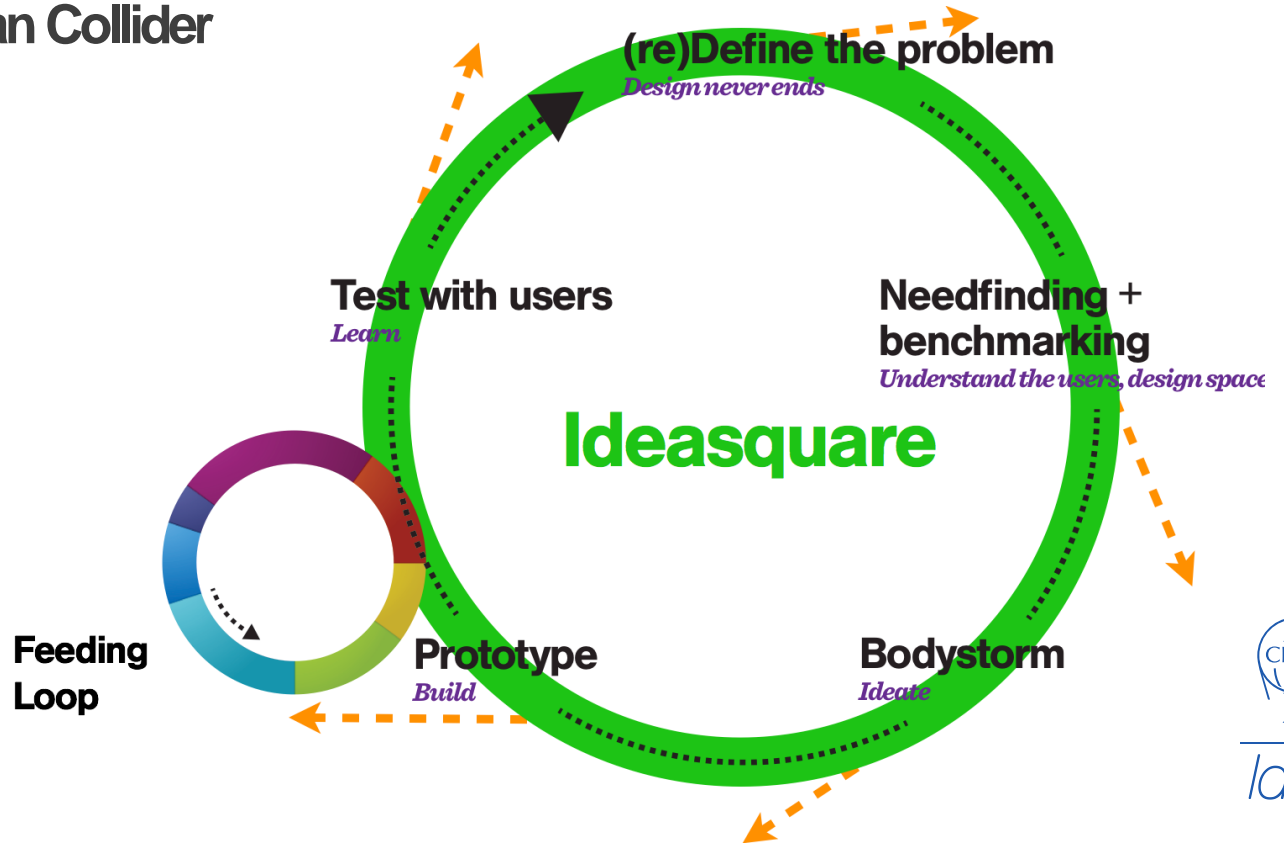 an Collider
(re)Define the problem
Design never ends
Test with users
Learn
Needfinding +
benchmarking
Understand the users, design space
Ideasquare
Feeding
Loop
Prototype
Build
Bodystorm
Ideate